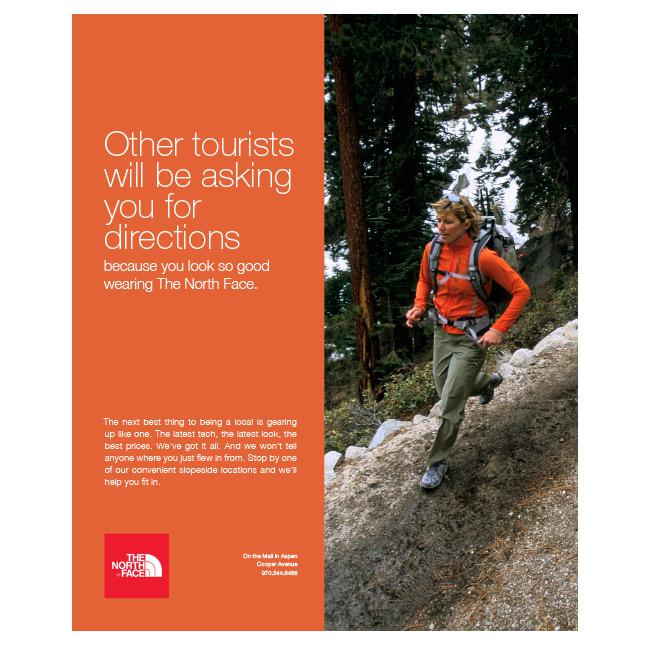 Other tourists
will be asking
you for
directions
because you look so good
wearing The North Face.
The next best thing to being a local is gearing
up like one. The latest tech, the latest look, the
best prices. We've got it all. And we won't tell
anyone where you just flew in from. Stop by one
of our convenient slopeside locations and we'll
help you fit in.
THE
NORTH
FACE
On the Mall in Aspen
Cooper Avenue
970.544.8486